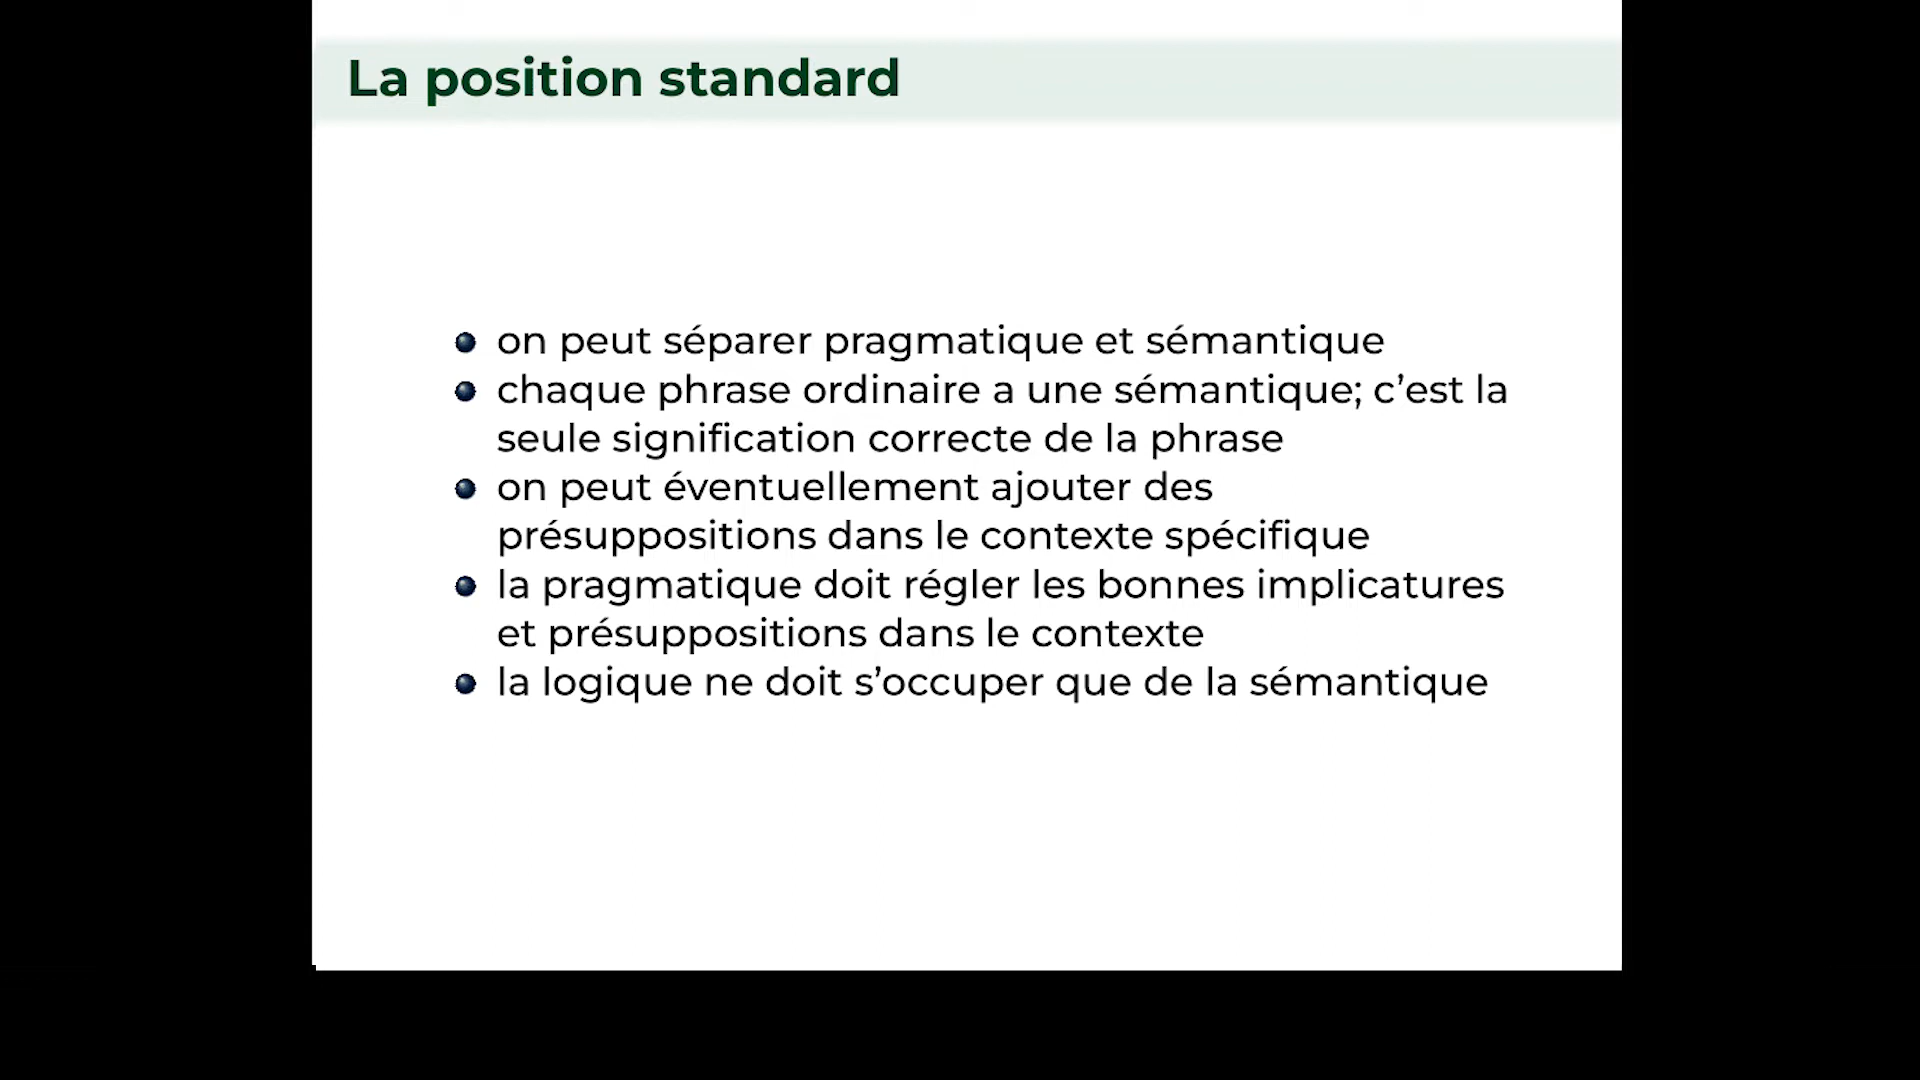 La position standard
on peut séparer pragmatique et sémantique
chaque phrase ordinaire a une sémantique; c’est la
seule signification correcte de la phrase
on peut éventuellement ajouter des
présuppositions dans le contexte spécifique
la pragmatique doit régler les bonnes implicatures
et présuppositions dans le contexte
la logique ne doit s’occuper que de la sémantique